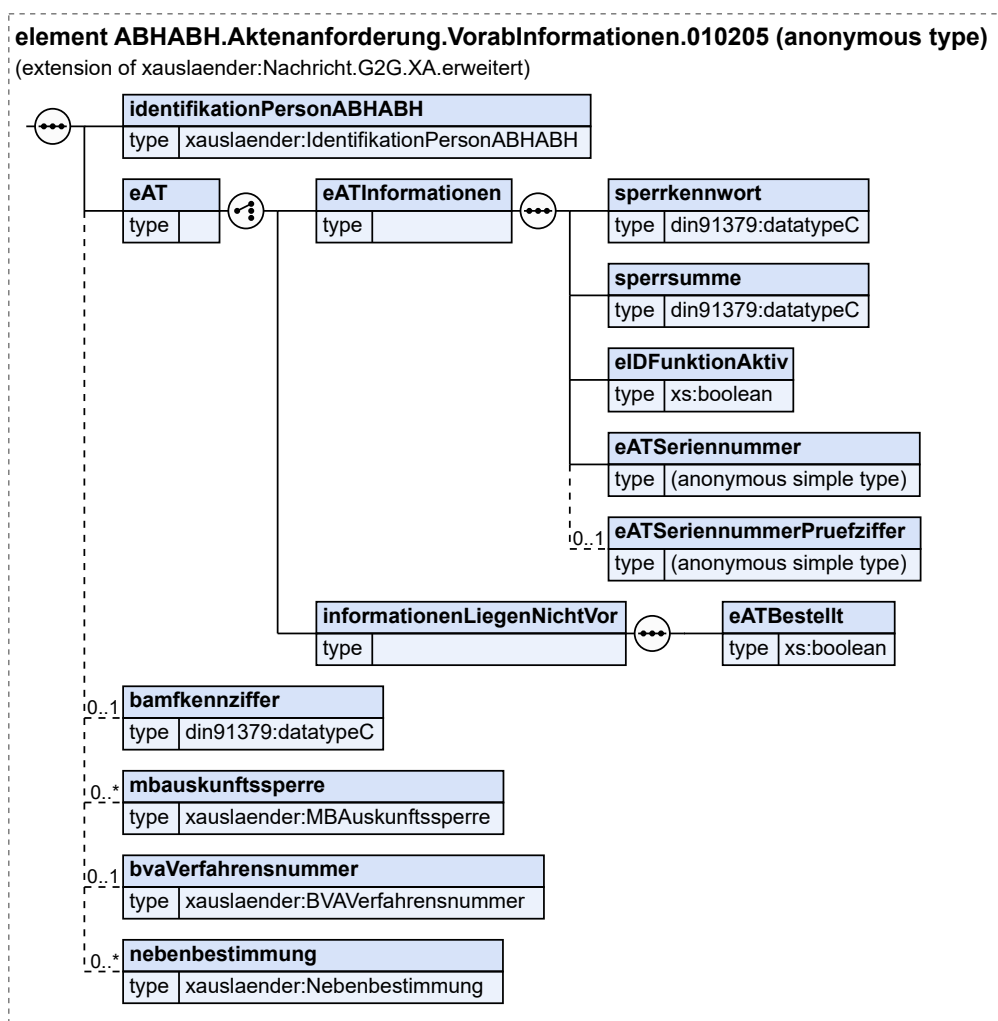 element ABHABH.Aktenanforderung.VorabInformationen.010205 (anonymous type)
(extension of xauslaender:Nachricht.G2G.XA.erweitert)
identifikationPersonABHABH
type xauslaender:IdentifikationPersonABHABH
eAT
type
eATInformationen
type
sperrkennwort
type din91379:datatypeC
sperrsumme
type din91379:datatypeC
eIDFunktionAktiv
type xs:boolean
eATSeriennummer
type (anonymous simple type)
0..1 eATSeriennummerPruefziffer
type (anonymous simple type)
informationenLiegenNichtVor
type
eATBestellt
type xs:boolean
0..1 bamfkennziffer
type din91379:datatypeC
0..* mbauskunftssperre
type xauslaender:MBAuskunftssperre
0..1 bvaVerfahrensnummer
type xauslaender:BVAVerfahrensnummer
0..* nebenbestimmung
type xauslaender:Nebenbestimmung